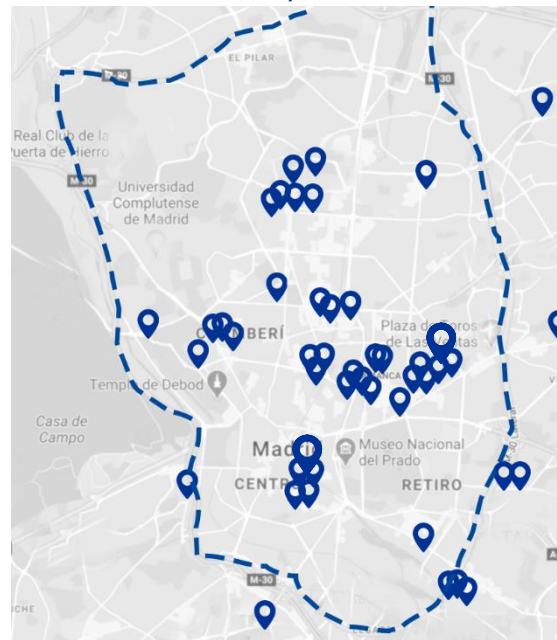 EL PILAR
M-30
M-30
Real Club de la
Puerta de Hierro
M-30
Universidad
Complutense
de Madrid
Plaza de Toros
de Las Ventas
Templo de Debod
Casa de
Campo
Madrid
Museo Nacional
del Prado
CENTRO
RETIRO
M-30